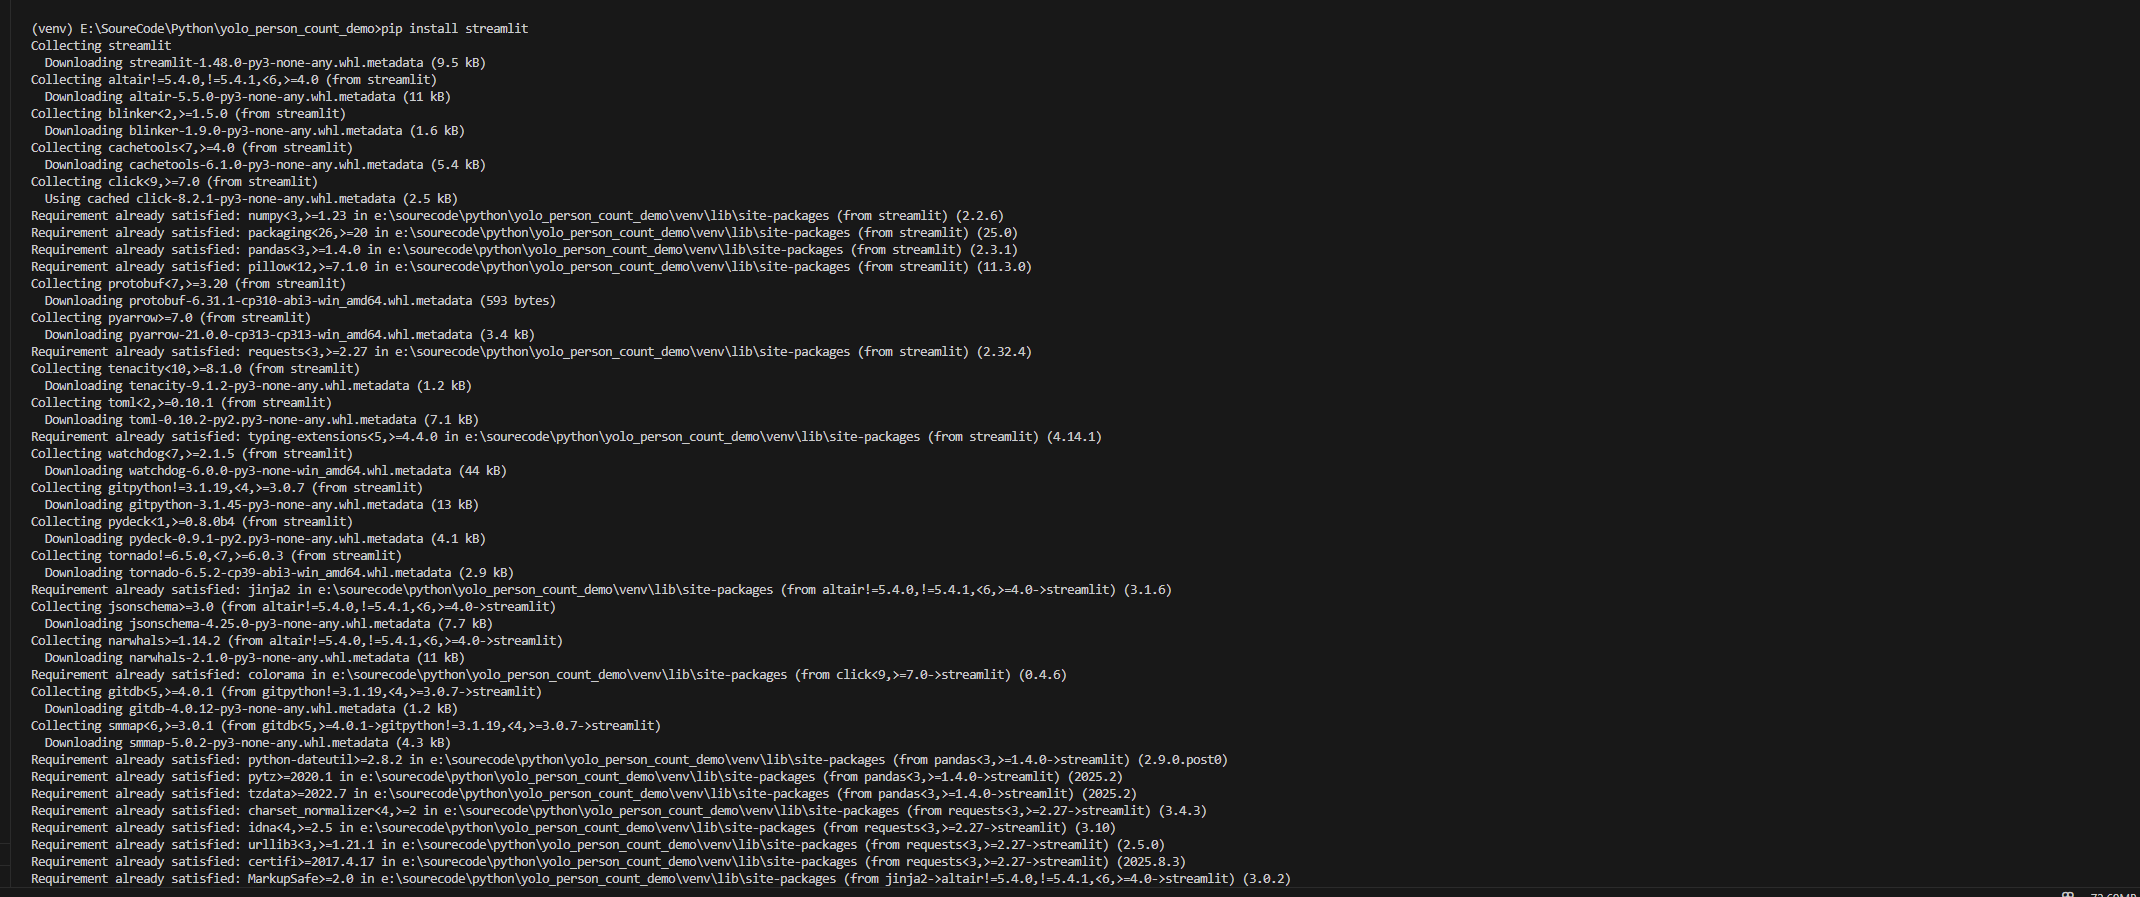 (venv) E:\SoureCode\Python\yolo_person_count_demo>pip install streamlit
Collecting streamlit
  Downloading streamlit-1.48.0-py3-none-any.whl.metadata (9.5 kB)
Collecting altair!=5.4.0,!=5.4.1,<6,>=4.0 (from streamlit)
  Downloading altair-5.5.0-py3-none-any.whl.metadata (11 kB)
Collecting blinker<2,>=1.5.0 (from streamlit)
  Downloading blinker-1.9.0-py3-none-any.whl.metadata (1.6 kB)
Collecting cachetools<7,>=4.0 (from streamlit)
  Downloading cachetools-6.1.0-py3-none-any.whl.metadata (5.4 kB)
Collecting click<9,>=7.0 (from streamlit)
  Using cached click-8.2.1-py3-none-any.whl.metadata (2.5 kB)
Requirement already satisfied: numpy<3,>=1.23 in e:\sourecode\python\yolo_person_count_demo\venv\lib\site-packages (from streamlit) (2.2.6)
Requirement already satisfied: packaging<26,>=20 in e:\sourecode\python\yolo_person_count_demo\venv\lib\site-packages (from streamlit) (25.0)
Requirement already satisfied: pandas<3,>=1.4.0 in e:\sourecode\python\yolo_person_count_demo\venv\lib\site-packages (from streamlit) (2.3.1)
Requirement already satisfied: pillow<12,>=7.1.0 in e:\sourecode\python\yolo_person_count_demo\venv\lib\site-packages (from streamlit) (11.3.0)
Collecting protobuf<7,>=3.20 (from streamlit)
  Downloading protobuf-6.31.1-cp310-abi3-win_amd64.whl.metadata (593 bytes)
Collecting pyarrow>=7.0 (from streamlit)
  Downloading pyarrow-21.0.0-cp313-cp313-win_amd64.whl.metadata (3.4 kB)
Requirement already satisfied: requests<3,>=2.27 in e:\sourecode\python\yolo_person_count_demo\venv\lib\site-packages (from streamlit) (2.32.4)
Collecting tenacity<10,>=8.1.0 (from streamlit)
  Downloading tenacity-9.1.2-py3-none-any.whl.metadata (1.2 kB)
Collecting toml<2,>=0.10.1 (from streamlit)
  Downloading toml-0.10.2-py2.py3-none-any.whl.metadata (7.1 kB)
Requirement already satisfied: typing-extensions<5,>=4.4.0 in e:\sourecode\python\yolo_person_count_demo\venv\lib\site-packages (from streamlit) (4.14.1)
Collecting watchdog<7,>=2.1.5 (from streamlit)
  Downloading watchdog-6.0.0-py3-none-win_amd64.whl.metadata (44 kB)
Collecting gitpython!=3.1.19,<4,>=3.0.7 (from streamlit)
  Downloading gitpython-3.1.45-py3-none-any.whl.metadata (13 kB)
Collecting pydeck<1,>=0.8.0b4 (from streamlit)
  Downloading pydeck-0.9.1-py2.py3-none-any.whl.metadata (4.1 kB)
Collecting tornado!=6.5.0,<7,>=6.0.3 (from streamlit)
  Downloading tornado-6.5.2-cp39-abi3-win_amd64.whl.metadata (2.9 kB)
Requirement already satisfied: jinja2 in e:\sourecode\python\yolo_person_count_demo\venv\lib\site-packages (from altair!=5.4.0,!=5.4.1,<6,>=4.0->streamlit) (3.1.6)
Collecting jsonschema>=3.0 (from altair!=5.4.0,!=5.4.1,<6,>=4.0->streamlit)
  Downloading jsonschema-4.25.0-py3-none-any.whl.metadata (7.7 kB)
Collecting narwhals>=1.14.2 (from altair!=5.4.0,!=5.4.1,<6,>=4.0->streamlit)
  Downloading narwhals-2.1.0-py3-none-any.whl.metadata (11 kB)
Requirement already satisfied: colorama in e:\sourecode\python\yolo_person_count_demo\venv\lib\site-packages (from click<9,>=7.0->streamlit) (0.4.6)
Collecting gitdb<5,>=4.0.1 (from gitpython!=3.1.19,<4,>=3.0.7->streamlit)
  Downloading gitdb-4.0.12-py3-none-any.whl.metadata (1.2 kB)
Collecting smmap<6,>=3.0.1 (from gitdb<5,>=4.0.1->gitpython!=3.1.19,<4,>=3.0.7->streamlit)
  Downloading smmap-5.0.2-py3-none-any.whl.metadata (4.3 kB)
Requirement already satisfied: python-dateutil>=2.8.2 in e:\sourecode\python\yolo_person_count_demo\venv\lib\site-packages (from pandas<3,>=1.4.0->streamlit) (2.9.0.post0)
Requirement already satisfied: pytz>=2020.1 in e:\sourecode\python\yolo_person_count_demo\venv\lib\site-packages (from pandas<3,>=1.4.0->streamlit) (2025.2)
Requirement already satisfied: tzdata>=2022.7 in e:\sourecode\python\yolo_person_count_demo\venv\lib\site-packages (from pandas<3,>=1.4.0->streamlit) (2025.2)
Requirement already satisfied: charset_normalizer<4,>=2 in e:\sourecode\python\yolo_person_count_demo\venv\lib\site-packages (from requests<3,>=2.27->streamlit) (3.4.3)
Requirement already satisfied: idna<4,>=2.5 in e:\sourecode\python\yolo_person_count_demo\venv\lib\site-packages (from requests<3,>=2.27->streamlit) (3.10)
Requirement already satisfied: urllib3<3,>=1.21.1 in e:\sourecode\python\yolo_person_count_demo\venv\lib\site-packages (from requests<3,>=2.27->streamlit) (2.5.0)
Requirement already satisfied: certifi>=2017.4.17 in e:\sourecode\python\yolo_person_count_demo\venv\lib\site-packages (from requests<3,>=2.27->streamlit) (2025.8.3)
Requirement already satisfied: MarkupSafe>=2.0 in e:\sourecode\python\yolo_person_count_demo\venv\lib\site-packages (from jinja2->altair!=5.4.0,!=5.4.1,<6,>=4.0->streamlit) (3.0.2)